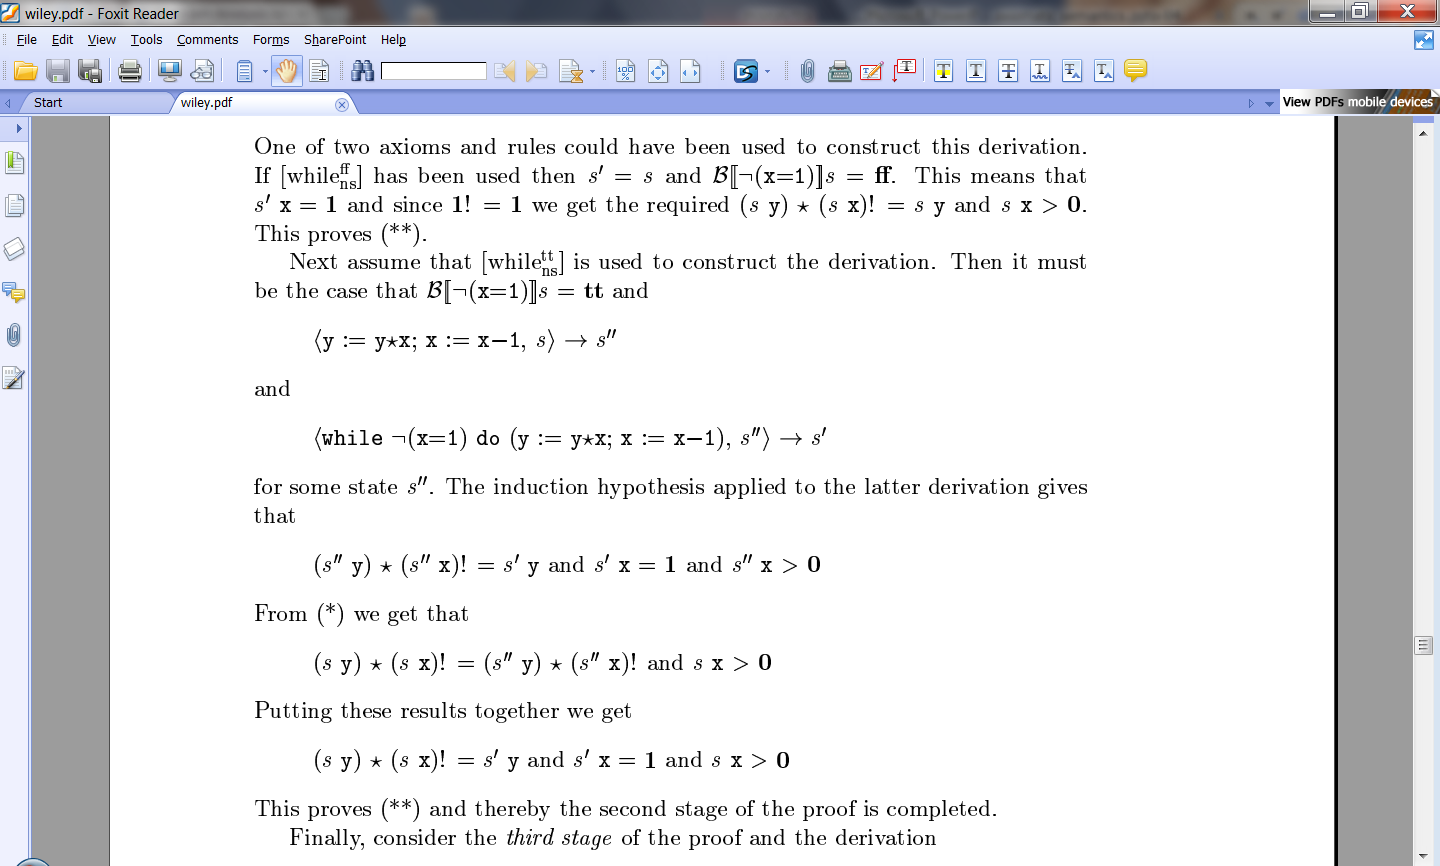 wiley.pdf - Foxit Reader
File Edit View Tools Comments Forms SharePoint Help
Start
wiley.pdf
View PDFs mobile devices
One of two axioms and rules could have been used to construct this derivation.
If [while^ff_ns] has been used then s′ = s and 𝓑⟦¬(x=1)⟧s = ff. This means that
s′ x = 1 and since 1! = 1 we get the required (s y) ⋆ (s x)! = s y and s x > 0.
This proves (**).
Next assume that [while^tt_ns] is used to construct the derivation. Then it must
be the case that 𝓑⟦¬(x=1)⟧s = tt and
⟨y := y⋆x; x := x−1, s⟩ → s″
and
⟨while ¬(x=1) do (y := y⋆x; x := x−1), s″⟩ → s′
for some state s″. The induction hypothesis applied to the latter derivation gives
that
(s″ y) ⋆ (s″ x)! = s′ y and s′ x = 1 and s″ x > 0
From (*) we get that
(s y) ⋆ (s x)! = (s″ y) ⋆ (s″ x)! and s x > 0
Putting these results together we get
(s y) ⋆ (s x)! = s′ y and s′ x = 1 and s x > 0
This proves (**) and thereby the second stage of the proof is completed.
Finally, consider the third stage of the proof and the derivation